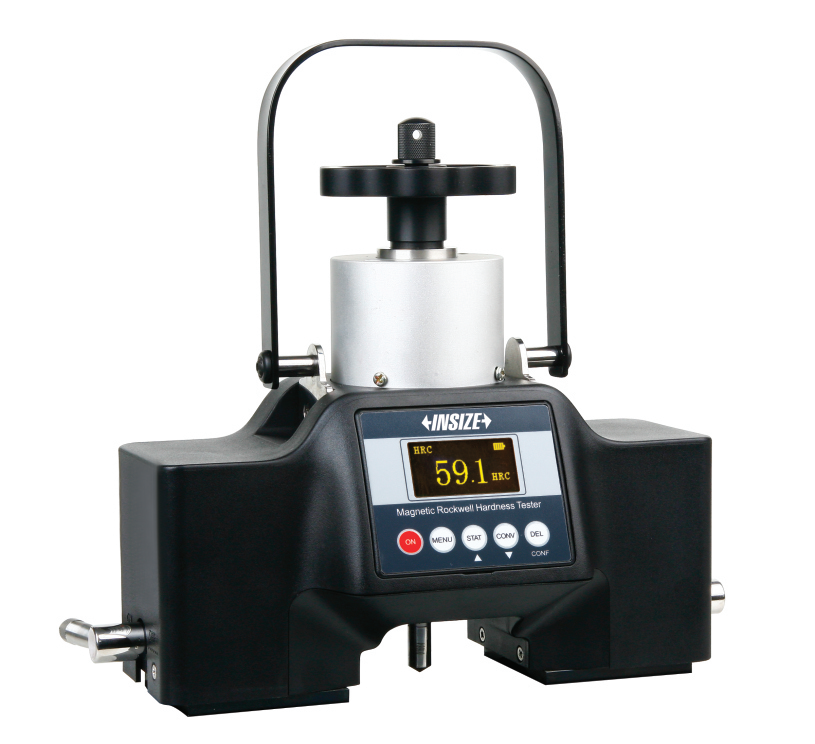 INSIZE
HRC
59.1 HRC
Magnetic Rockwell Hardness Tester
ON MENU STAT CONV DEL
▲ ▼ CONF